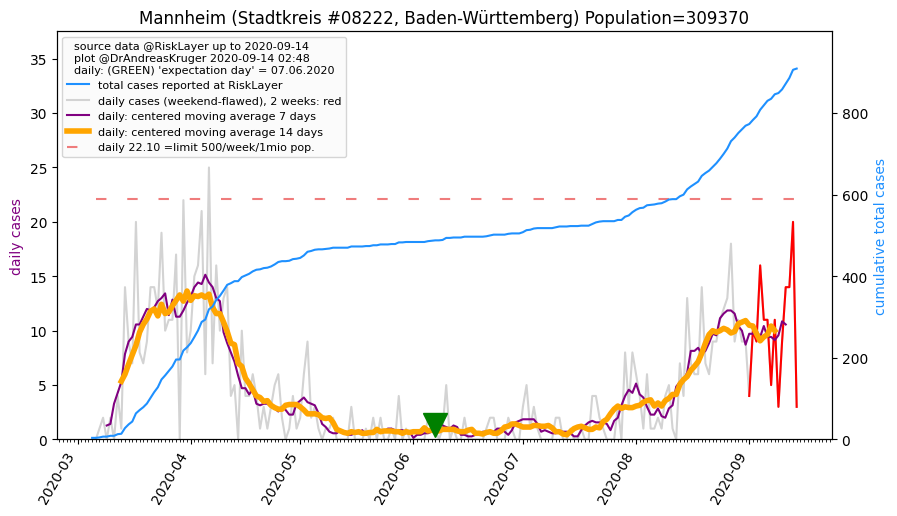 Mannheim (Stadtkreis #08222, Baden-Württemberg) Population=309370
source data @RiskLayer up to 2020-09-14
plot @DrAndreasKruger 2020-09-14 02:48
daily: (GREEN) 'expectation day' = 07.06.2020
total cases reported at RiskLayer
daily cases (weekend-flawed), 2 weeks: red
daily: centered moving average 7 days
daily: centered moving average 14 days
daily 22.10 =limit 500/week/1mio pop.
daily cases
35
30
25
20
15
10
5
0
cumulative total cases
800
600
400
200
0
2020-03
2020-04
2020-05
2020-06
2020-07
2020-08
2020-09